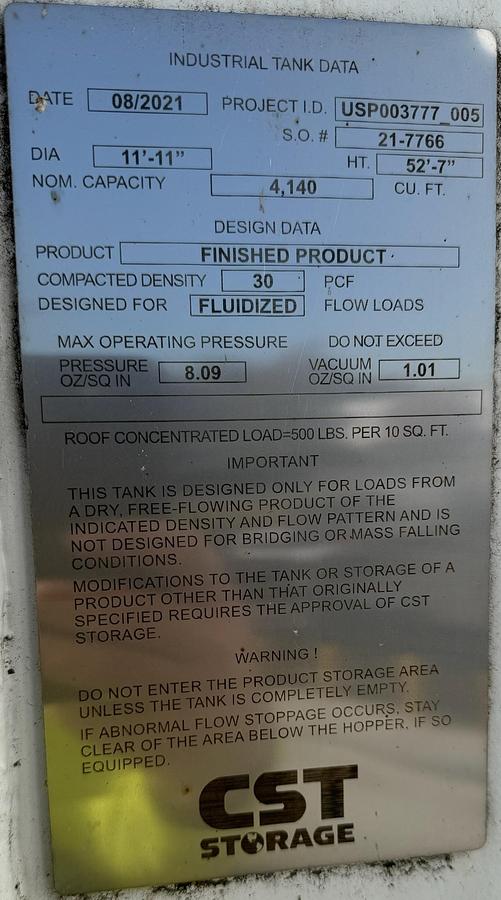 INDUSTRIAL TANK DATA
DATE 08/2021 PROJECT I.D. USP003777_005
S.O. # 21-7766
DIA 11'-11" HT. 52'-7"
NOM. CAPACITY 4,140 CU. FT.
DESIGN DATA
PRODUCT FINISHED PRODUCT
COMPACTED DENSITY 30 PCF
DESIGNED FOR FLUIDIZED FLOW LOADS
MAX OPERATING PRESSURE DO NOT EXCEED
PRESSURE OZ/SQ IN 8.09 VACUUM OZ/SQ IN 1.01
ROOF CONCENTRATED LOAD=500 LBS. PER 10 SQ. FT.
IMPORTANT
THIS TANK IS DESIGNED ONLY FOR LOADS FROM
A DRY, FREE-FLOWING PRODUCT OF THE
INDICATED DENSITY AND FLOW PATTERN AND IS
NOT DESIGNED FOR BRIDGING OR MASS FALLING
CONDITIONS.
MODIFICATIONS TO THE TANK OR STORAGE OF A
PRODUCT OTHER THAN THAT ORIGINALLY
SPECIFIED REQUIRES THE APPROVAL OF CST
STORAGE.
WARNING !
DO NOT ENTER THE PRODUCT STORAGE AREA
UNLESS THE TANK IS COMPLETELY EMPTY.
IF ABNORMAL FLOW STOPPAGE OCCURS, STAY
CLEAR OF THE AREA BELOW THE HOPPER, IF SO
EQUIPPED.
CST
STORAGE